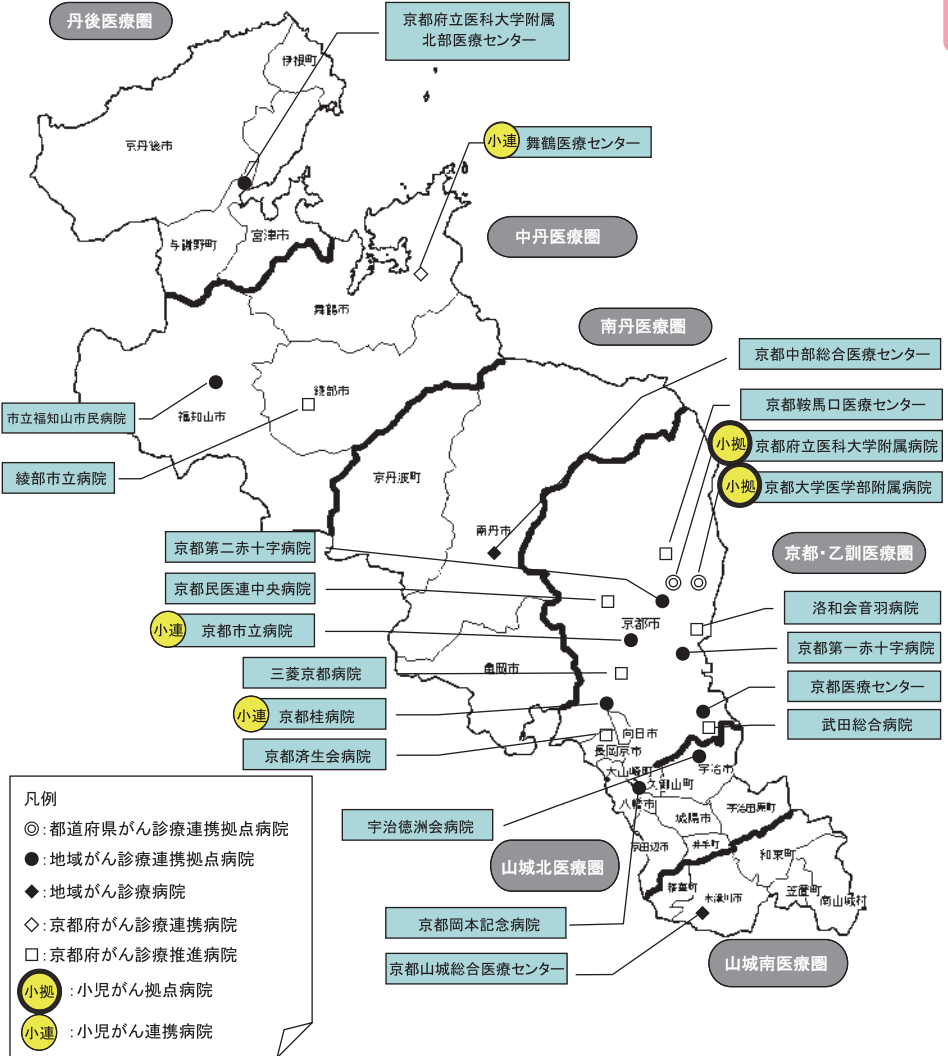 丹後医療圏
京都府立医科大学附属
北部医療センター
伊根町
京丹後市
小連
舞鶴医療センター
与謝野町
宮津市
中丹医療圏
舞鶴市
南丹医療圏
京都中部総合医療センター
綾部市
市立福知山市民病院
福知山市
京都鞍馬口医療センター
小拠
京都府立医科大学附属病院
綾部市立病院
京丹波町
小拠
京都大学医学部附属病院
南丹市
京都第二赤十字病院
京都・乙訓医療圏
京都民医連中央病院
洛和会音羽病院
小連
京都市立病院
京都市
京都第一赤十字病院
三菱京都病院
亀岡市
京都医療センター
小連
京都桂病院
武田総合病院
向日市
京都済生会病院
長岡京市
大山崎町
宇治市
久御山町
八幡市
宇治田原町
城陽市
宇治徳洲会病院
京田辺市
井手町
山城北医療圏
和束町
精華町
木津川市
笠置町
南山城村
京都岡本記念病院
京都山城総合医療センター
山城南医療圏
凡例
◎:都道府県がん診療連携拠点病院
●:地域がん診療連携拠点病院
◆:地域がん診療病院
◇:京都府がん診療連携病院
□:京都府がん診療推進病院
小拠:小児がん拠点病院
小連:小児がん連携病院